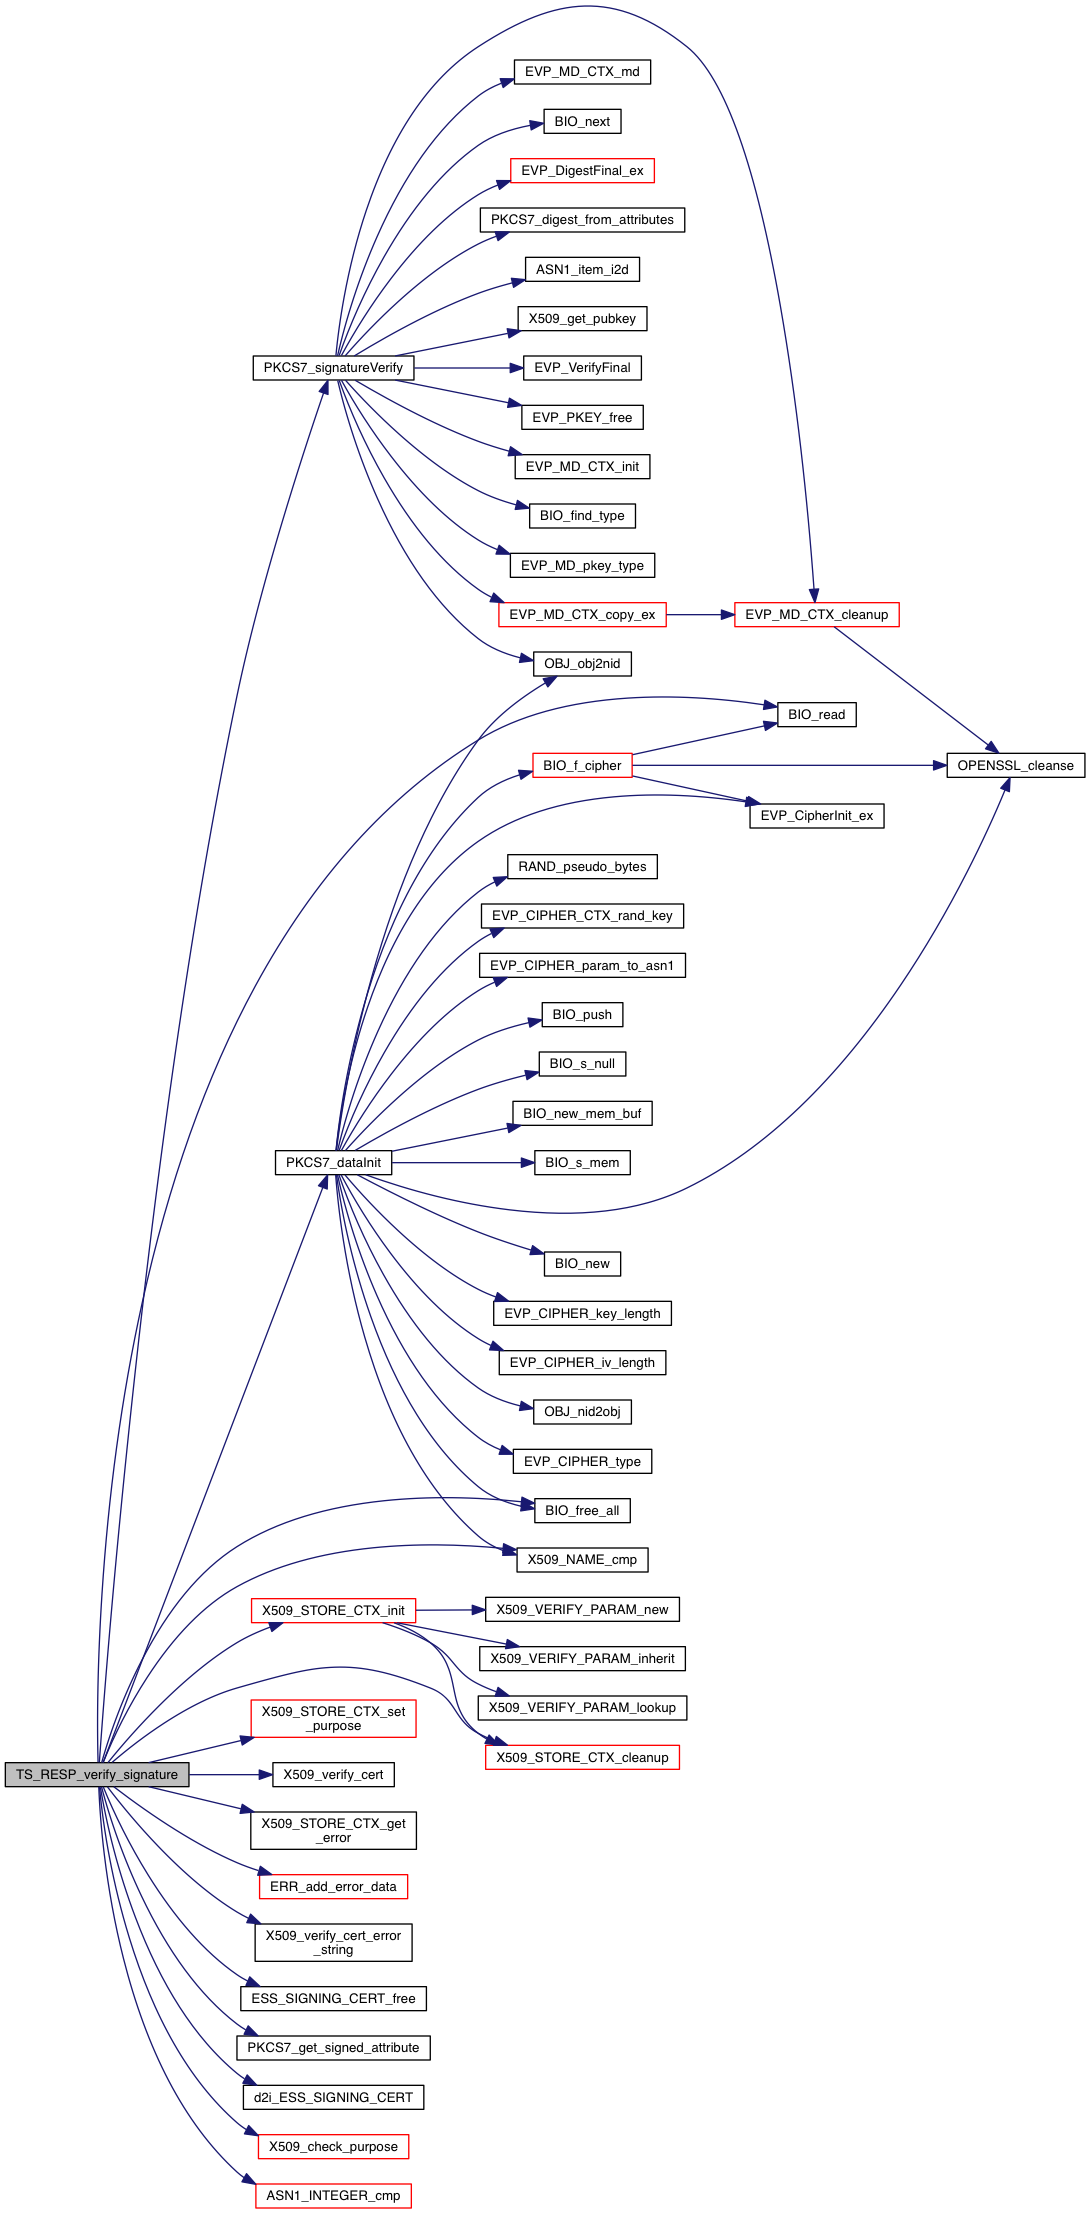 EVP_MD_CTX_md
BIO_next
EVP_DigestFinal_ex
PKCS7_digest_from_attributes
ASN1_item_i2d
X509_get_pubkey
PKCS7_signatureVerify
EVP_VerifyFinal
EVP_PKEY_free
EVP_MD_CTX_init
BIO_find_type
EVP_MD_pkey_type
EVP_MD_CTX_copy_ex
EVP_MD_CTX_cleanup
OBJ_obj2nid
BIO_read
BIO_f_cipher
OPENSSL_cleanse
EVP_CipherInit_ex
RAND_pseudo_bytes
EVP_CIPHER_CTX_rand_key
EVP_CIPHER_param_to_asn1
BIO_push
BIO_s_null
BIO_new_mem_buf
PKCS7_dataInit
BIO_s_mem
BIO_new
EVP_CIPHER_key_length
EVP_CIPHER_iv_length
OBJ_nid2obj
EVP_CIPHER_type
BIO_free_all
X509_NAME_cmp
X509_STORE_CTX_init
X509_VERIFY_PARAM_new
X509_VERIFY_PARAM_inherit
X509_VERIFY_PARAM_lookup
X509_STORE_CTX_set
_purpose
X509_STORE_CTX_cleanup
TS_RESP_verify_signature
X509_verify_cert
X509_STORE_CTX_get
_error
ERR_add_error_data
X509_verify_cert_error
_string
ESS_SIGNING_CERT_free
PKCS7_get_signed_attribute
d2i_ESS_SIGNING_CERT
X509_check_purpose
ASN1_INTEGER_cmp